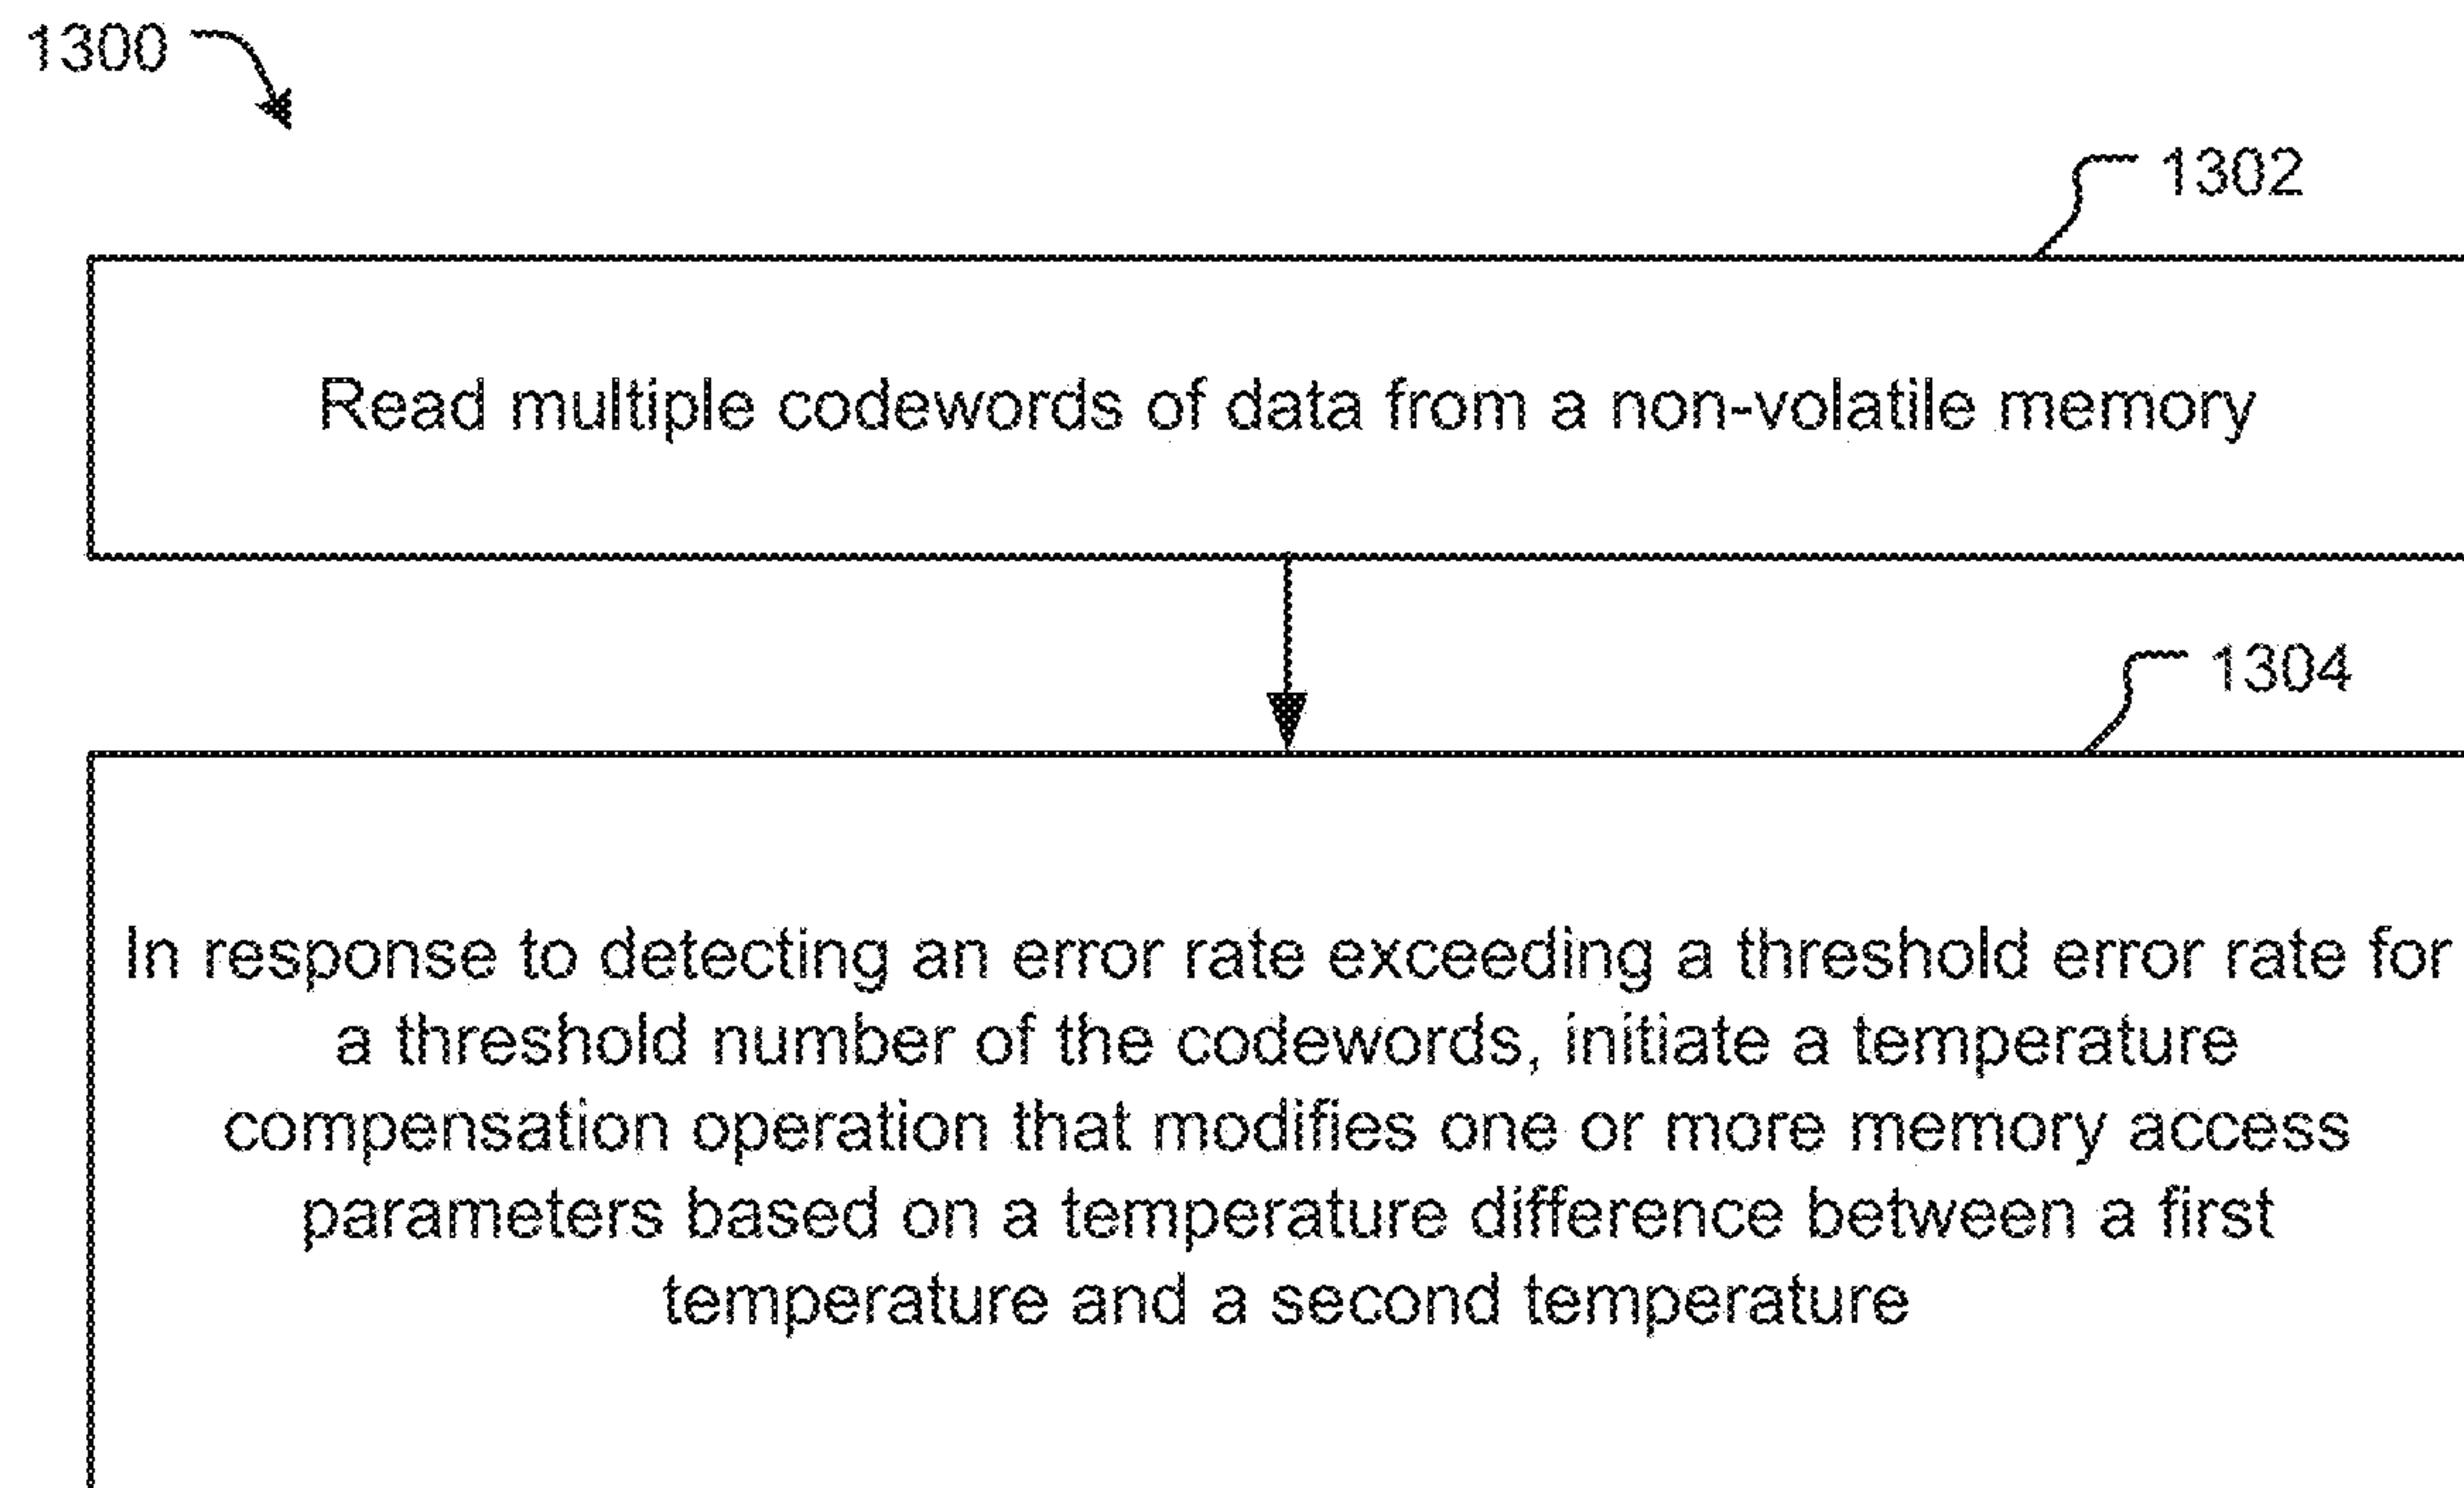 1300
1302
Read multiple codewords of data from a non-volatile memory
1304
In response to detecting an error rate exceeding a threshold error rate for
a threshold number of the codewords, initiate a temperature
compensation operation that modifies one or more memory access
parameters based on a temperature difference between a first
temperature and a second temperature